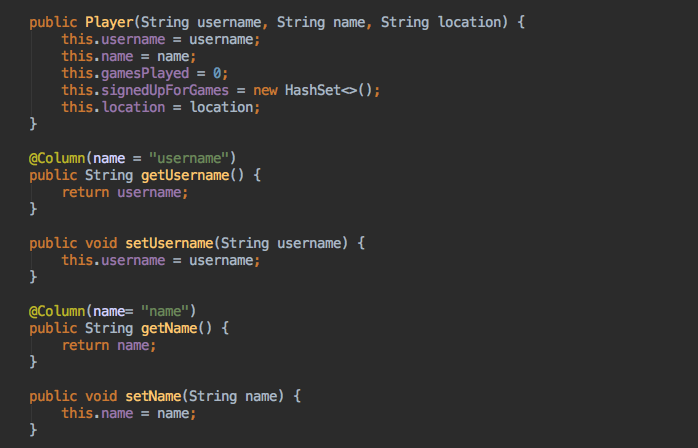 public Player(String username, String name, String location) {
    this.username = username;
    this.name = name;
    this.gamesPlayed = 0;
    this.signedUpForGames = new HashSet<>();
    this.location = location;
}

@Column(name = "username")
public String getUsername() {
    return username;
}

public void setUsername(String username) {
    this.username = username;
}

@Column(name= "name")
public String getName() {
    return name;
}

public void setName(String name) {
    this.name = name;
}